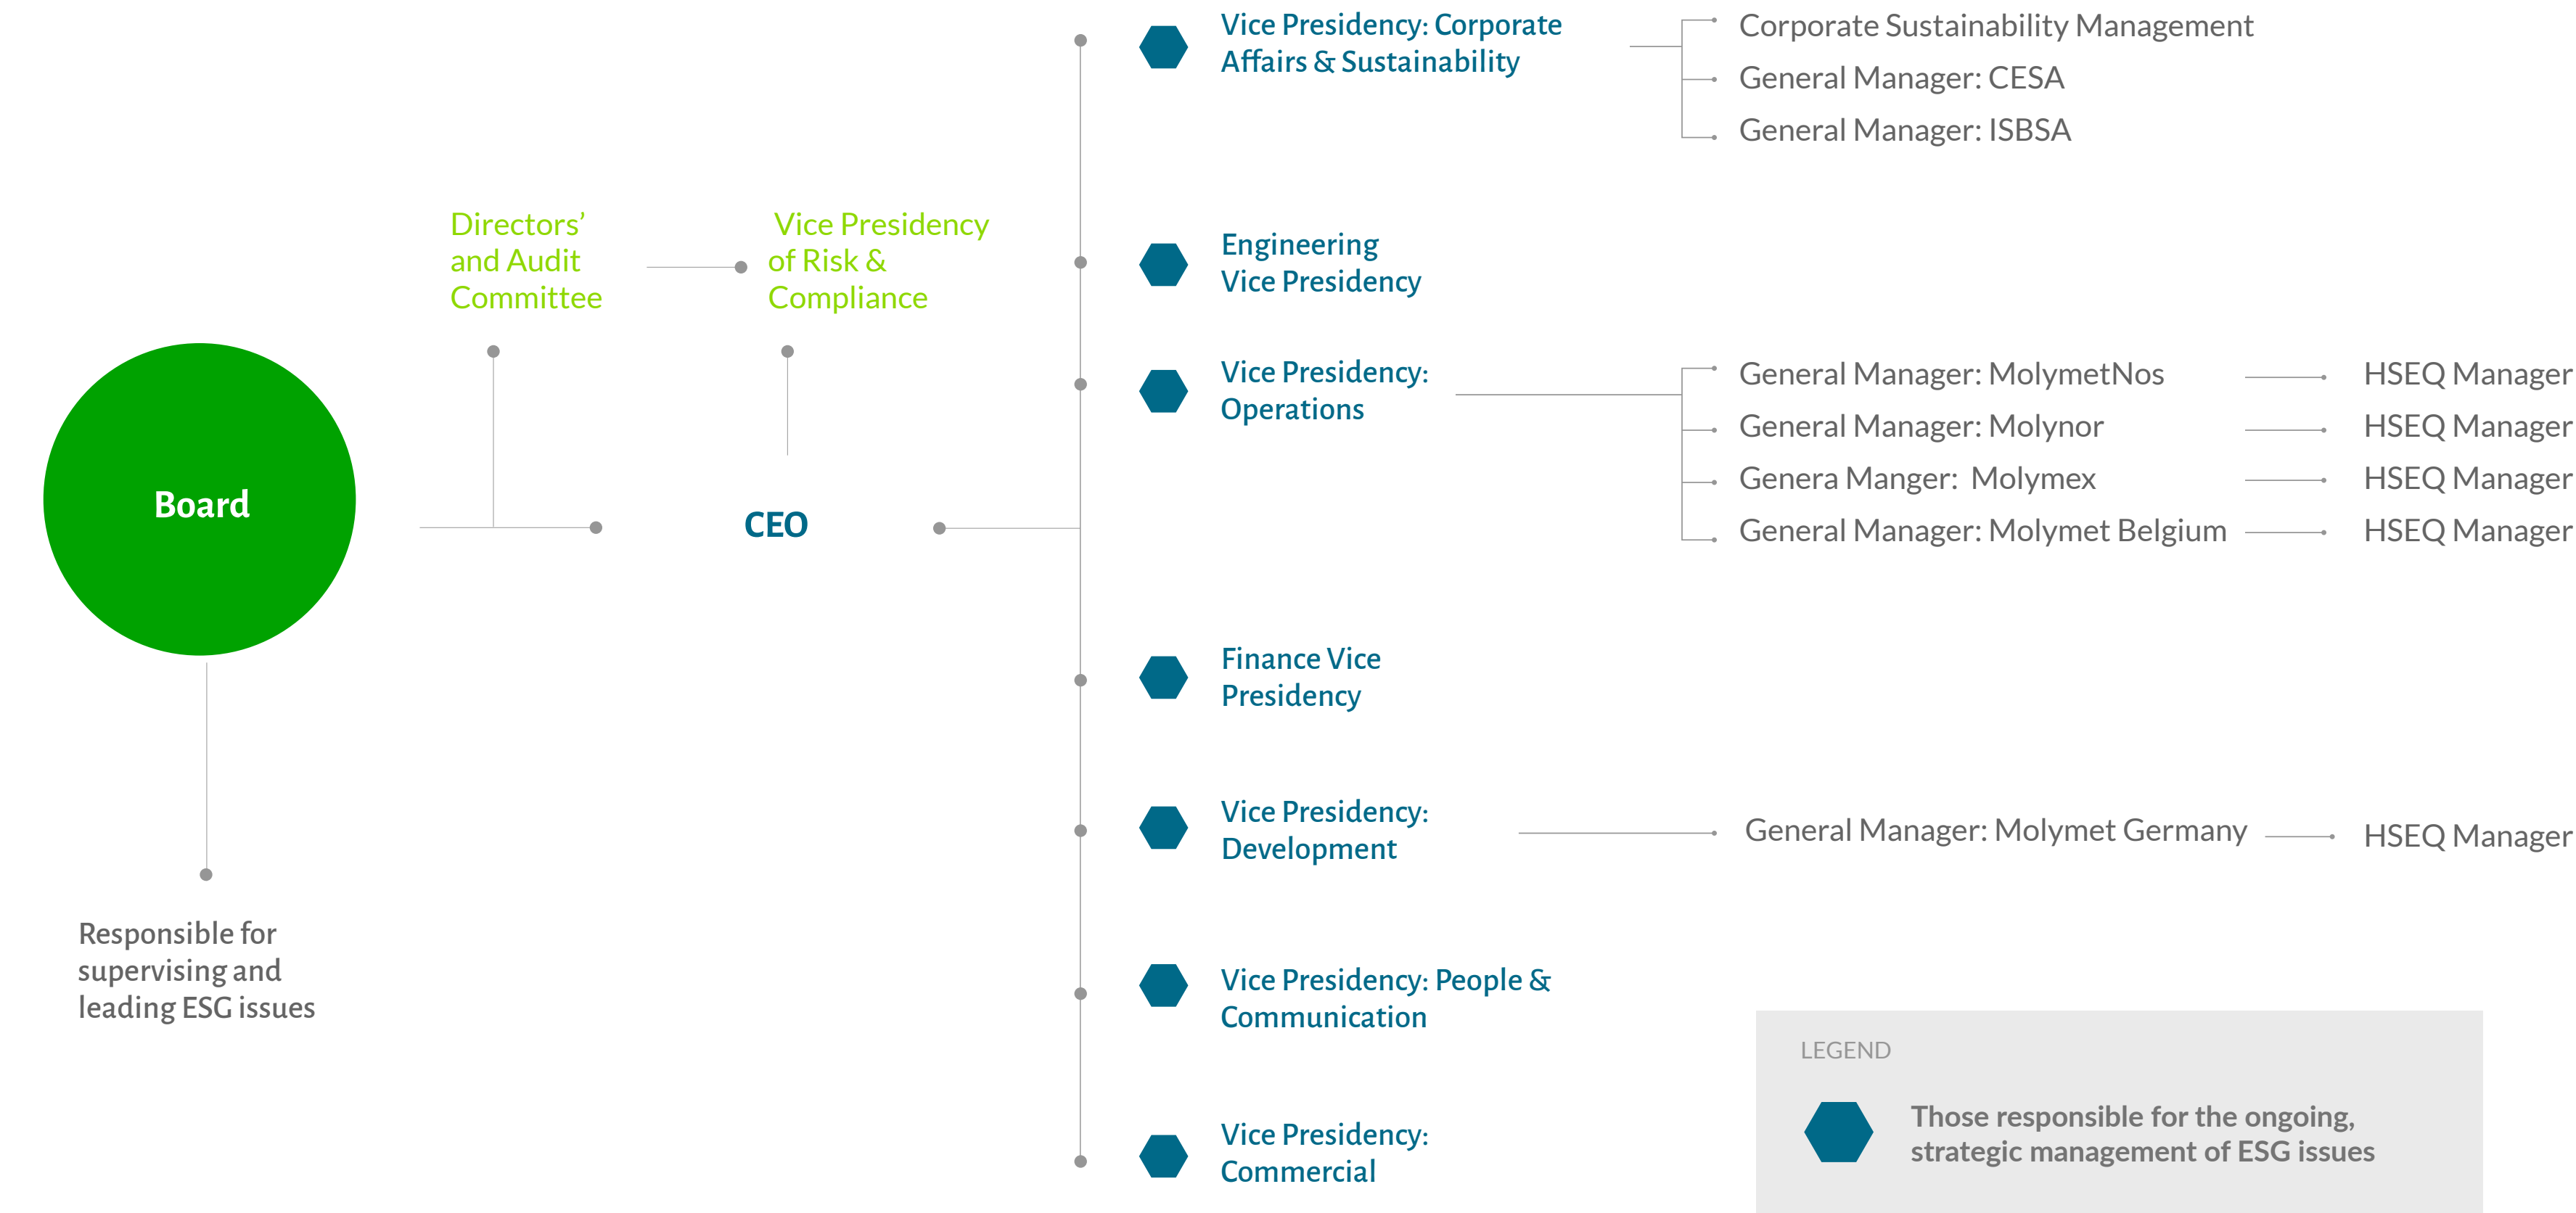 Vice Presidency: Corporate
Affairs & Sustainability
Corporate Sustainability Management
General Manager: CESA
General Manager: ISBSA
Directors’
and Audit
Committee
Vice Presidency
of Risk &
Compliance
Engineering
Vice Presidency
Board
CEO
Vice Presidency:
Operations
General Manager: MolymetNos
HSEQ Manager
General Manager: Molynor
HSEQ Manager
Genera Manger:  Molymex
HSEQ Manager
General Manager: Molymet Belgium
HSEQ Manager
Finance Vice
Presidency
Vice Presidency:
Development
General Manager: Molymet Germany
HSEQ Manager
Responsible for
supervising and
leading ESG issues
Vice Presidency: People &
Communication
Vice Presidency:
Commercial
LEGEND
Those responsible for the ongoing,
strategic management of ESG issues